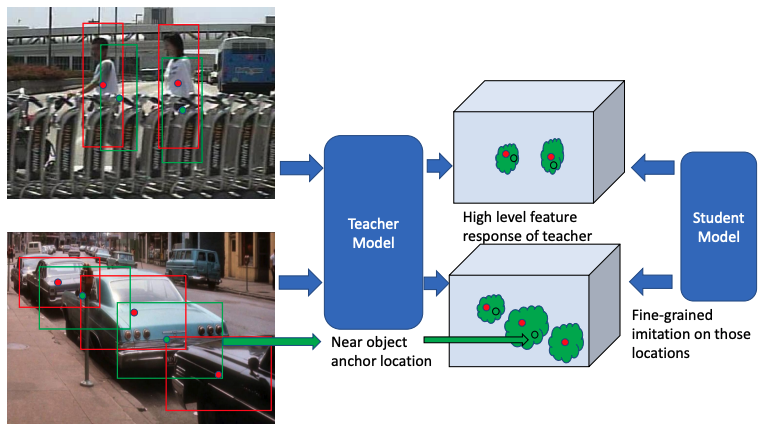 Teacher
Model
High level feature
response of teacher
Student
Model
Near object
anchor location
Fine-grained
imitation on those
locations